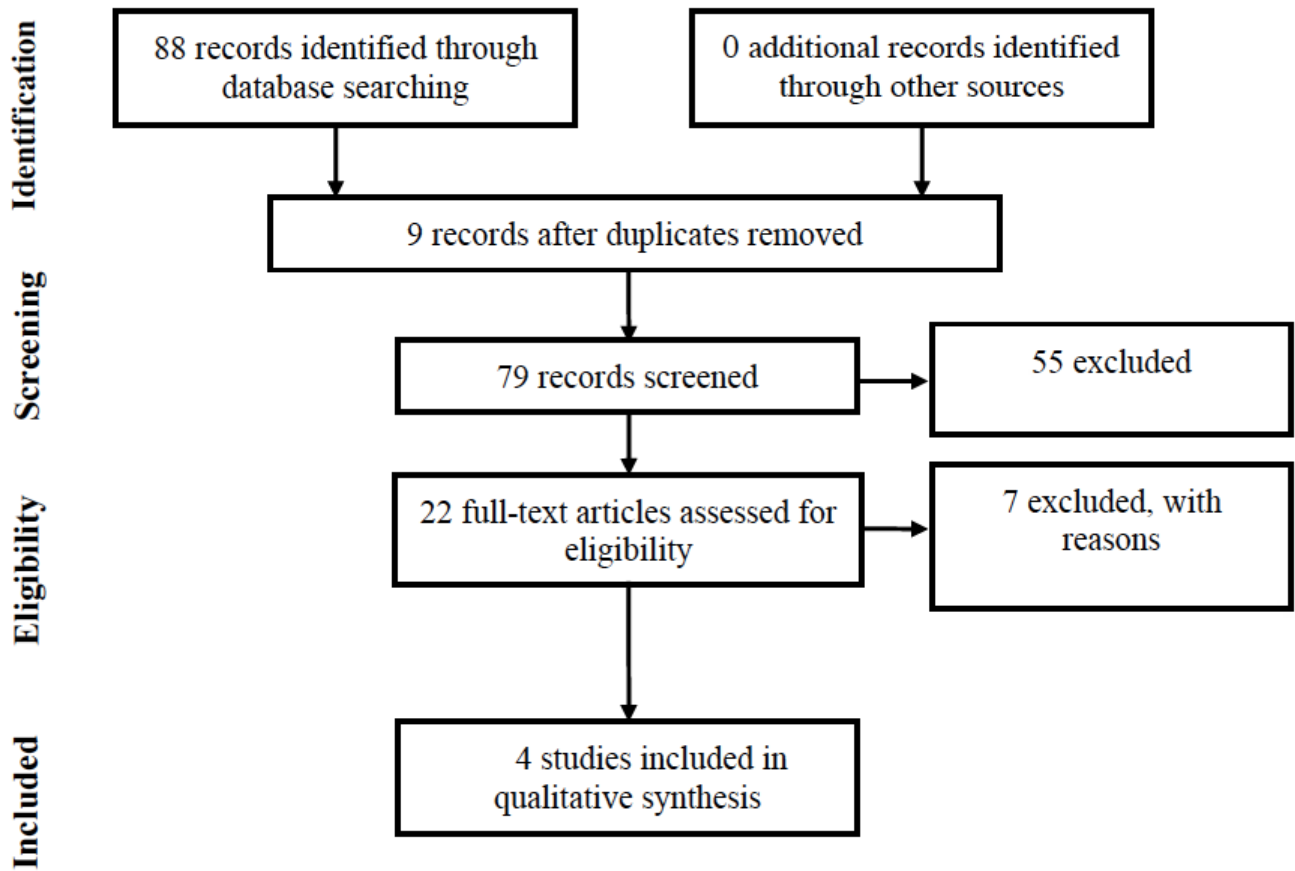 Identification
88 records identified through
database searching
0 additional records identified
through other sources
9 records after duplicates removed
Screening
79 records screened
55 excluded
Eligibility
22 full-text articles assessed for
eligibility
7 excluded, with
reasons
Included
4 studies included in
qualitative synthesis